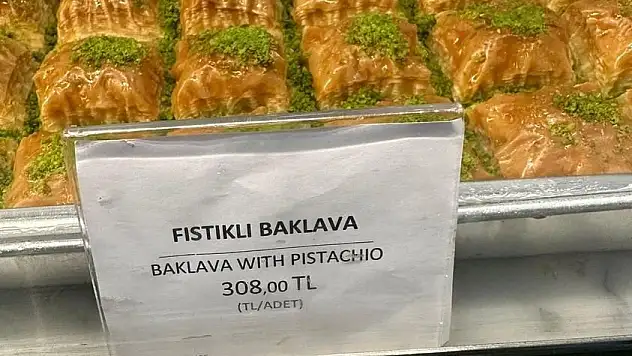 FISTIKLI BAKLAVA
BAKLAVA WITH PISTACHIO
308,00 TL
(TL/ADET)